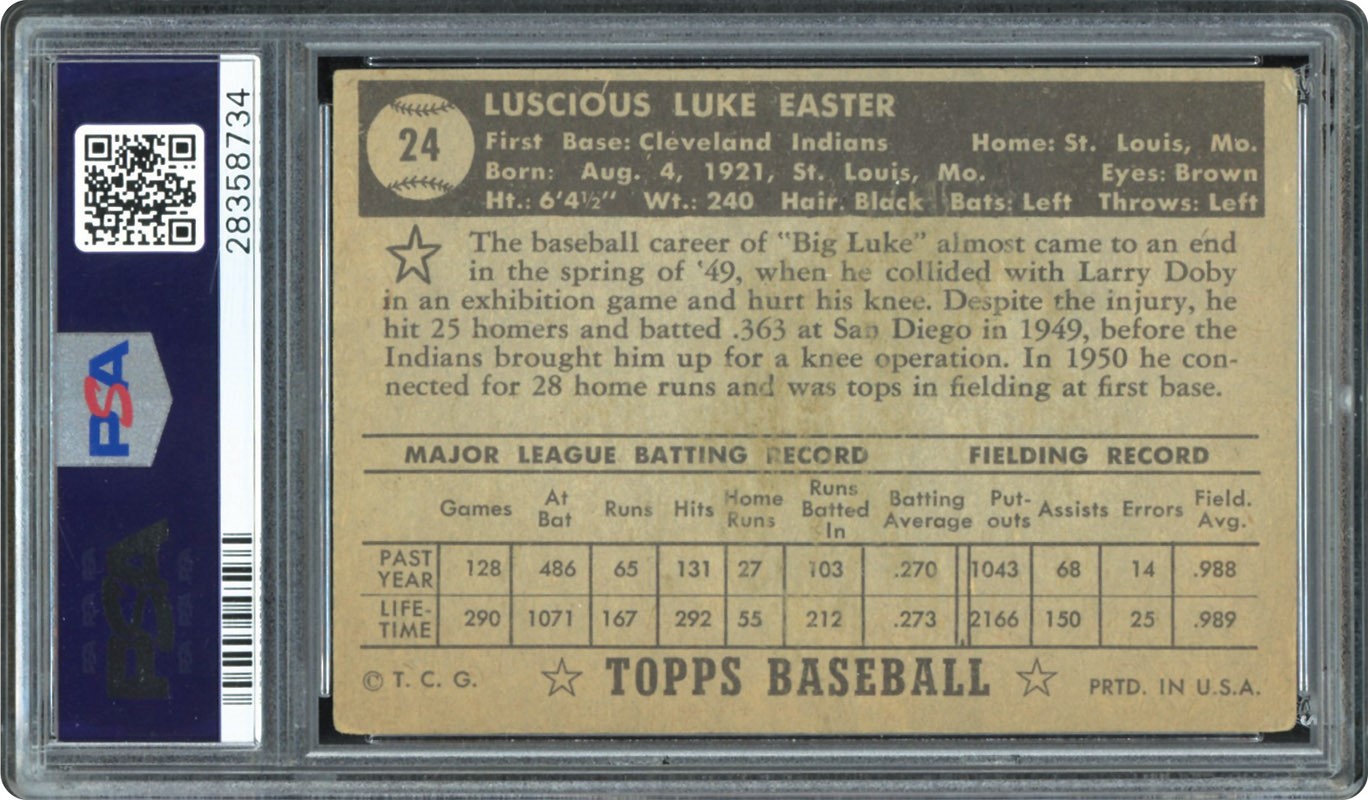 28358734
PSA
PSA
24
LUSCIOUS LUKE EASTER
First Base: Cleveland Indians Home: St. Louis, Mo.
Born: Aug. 4, 1921, St. Louis, Mo. Eyes: Brown
Ht.: 6'4½" Wt.: 240 Hair: Black Bats: Left Throws: Left
The baseball career of "Big Luke" almost came to an end
in the spring of '49, when he collided with Larry Doby
in an exhibition game and hurt his knee. Despite the injury, he
hit 25 homers and batted .363 at San Diego in 1949, before the
Indians brought him up for a knee operation. In 1950 he con-
nected for 28 home runs and was tops in fielding at first base.
MAJOR LEAGUE BATTING RECORD FIELDING RECORD
Games At Bat Runs Hits Home Runs Runs Batted In Batting Average Put-outs Assists Errors Field. Avg.
PAST YEAR 128 486 65 131 27 103 .270 1043 68 14 .988
LIFE-TIME 290 1071 167 292 55 212 .273 2166 150 25 .989
© T. C. G. TOPPS BASEBALL PRTD. IN U.S.A.